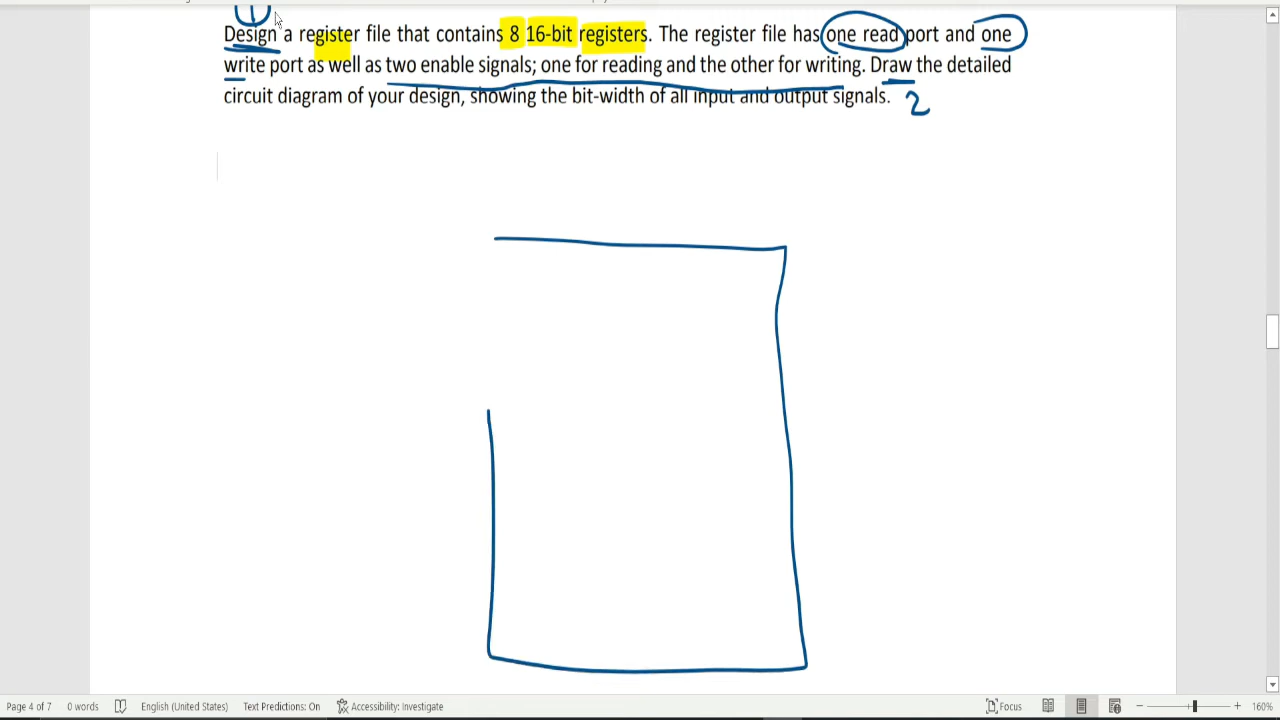 1
Design a register file that contains 8 16-bit registers. The register file has one read port and one
write port as well as two enable signals; one for reading and the other for writing. Draw the detailed
circuit diagram of your design, showing the bit-width of all input and output signals.
2
Page 4 of 7 0 words English (United States) Text Predictions: On Accessibility: Investigate Focus 160%